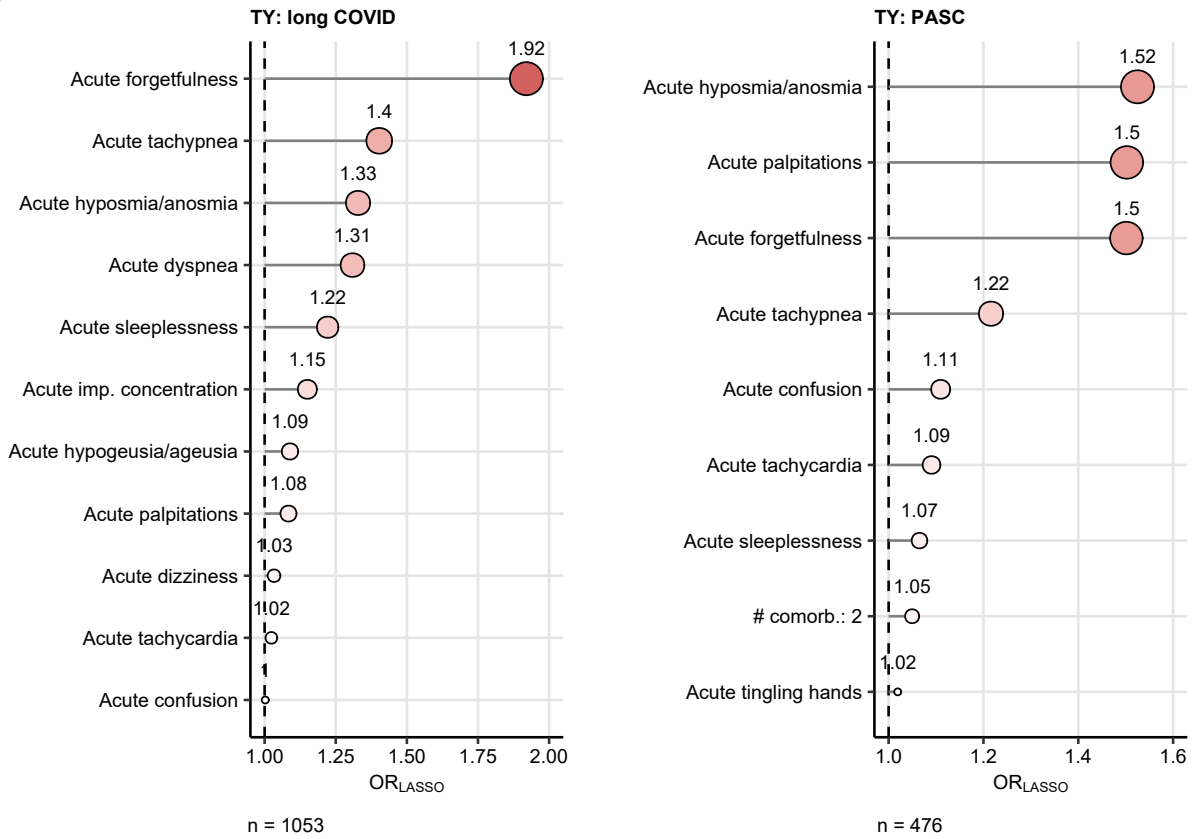 TY: long COVID
1.92
Acute forgetfulness
1.4
Acute tachypnea
1.33
Acute hyposmia/anosmia
1.31
Acute dyspnea
1.22
Acute sleeplessness
1.15
Acute imp. concentration
1.09
Acute hypogeusia/ageusia
1.08
Acute palpitations
1.03
Acute dizziness
1.02
Acute tachycardia
1
Acute confusion
1.00 1.25 1.50 1.75 2.00
ORLASSO
n = 1053
TY: PASC
1.52
Acute hyposmia/anosmia
1.5
Acute palpitations
1.5
Acute forgetfulness
1.22
Acute tachypnea
1.11
Acute confusion
1.09
Acute tachycardia
1.07
Acute sleeplessness
1.05
# comorb.: 2
1.02
Acute tingling hands
1.0 1.2 1.4 1.6
ORLASSO
n = 476